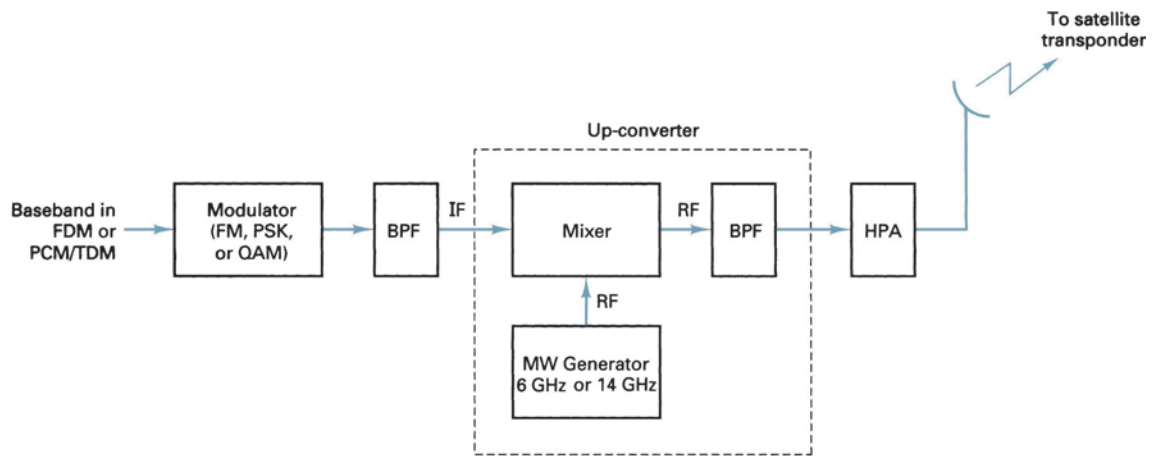 To satellite
transponder
Up-converter
Baseband in
FDM or
PCM/TDM
Modulator
(FM, PSK,
or QAM)
BPF
IF
Mixer
RF
BPF
HPA
RF
MW Generator
6 GHz or 14 GHz